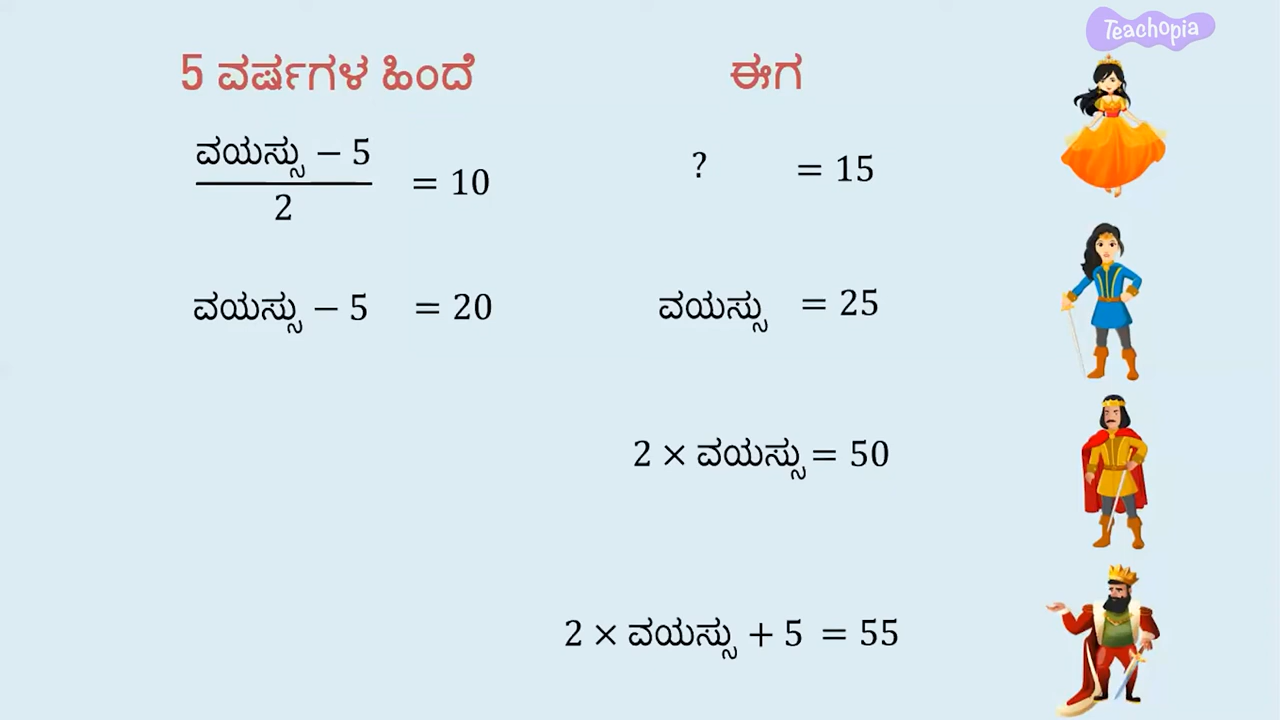 Teachopia
5 ವರ್ಷಗಳ ಹಿಂದೆ ಈಗ
ವಯಸ್ಸು − 5
2
= 10
? = 15
ವಯಸ್ಸು − 5 = 20
ವಯಸ್ಸು = 25
2 × ವಯಸ್ಸು = 50
2 × ವಯಸ್ಸು + 5 = 55